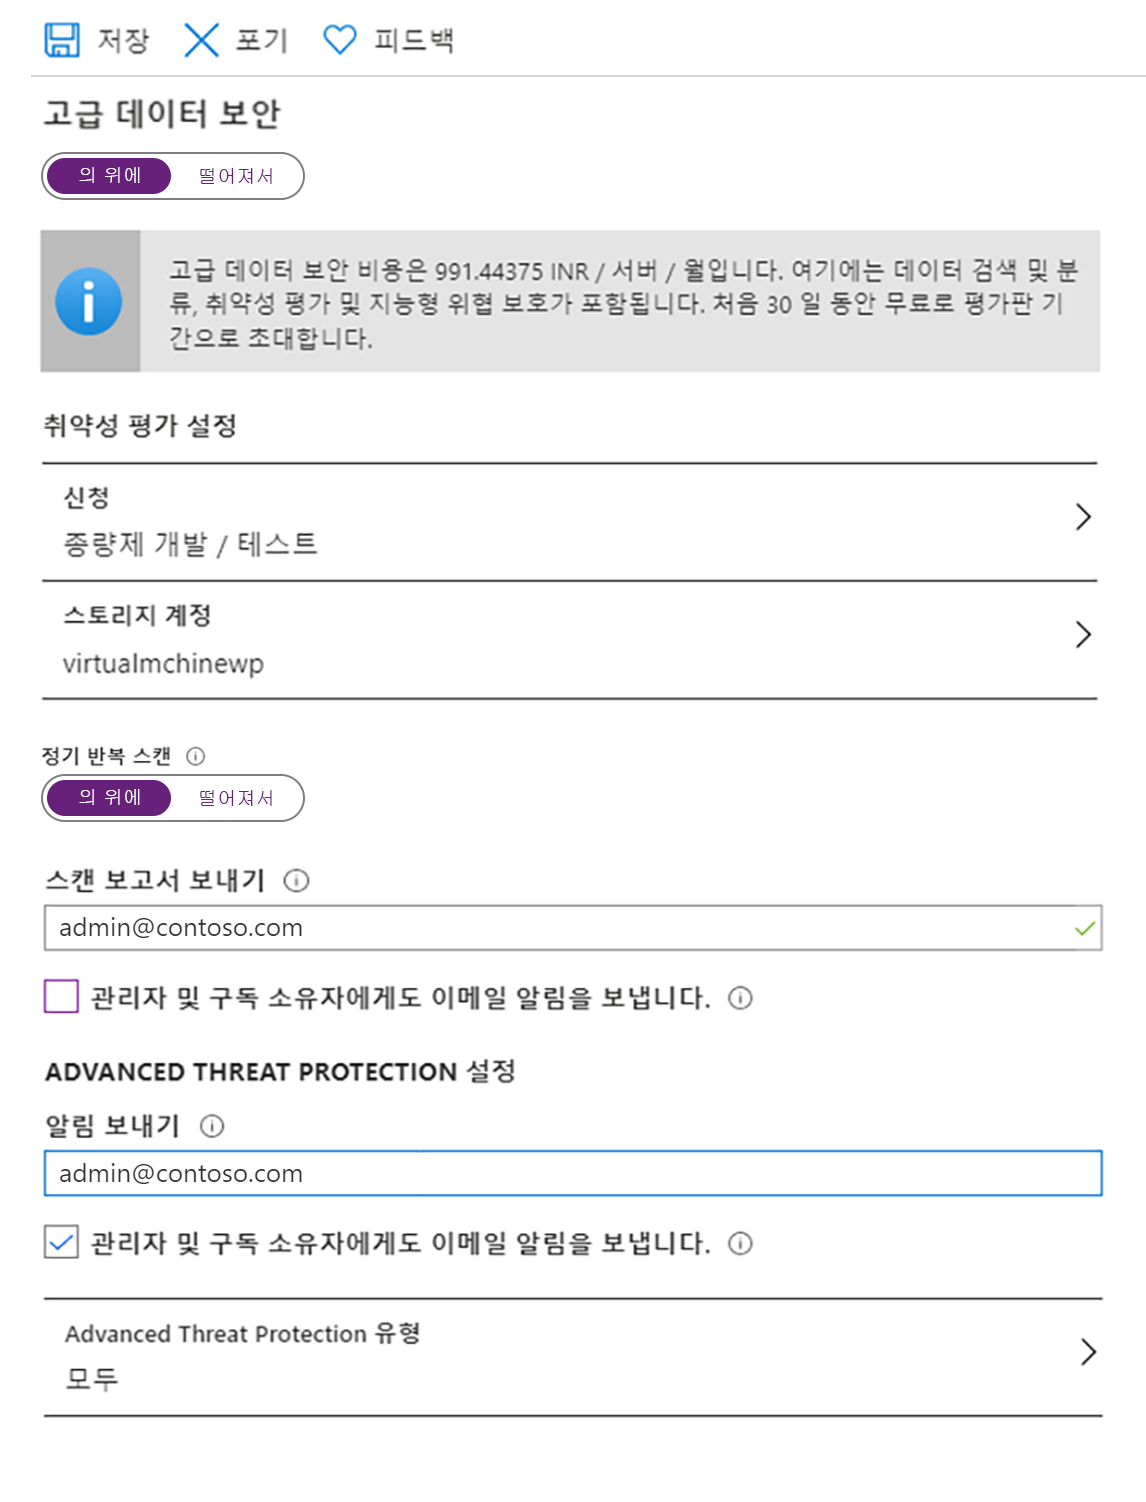 저장 포기 피드백
고급 데이터 보안
의 위에 떨어져서
고급 데이터 보안 비용은 991.44375 INR / 서버 / 월입니다. 여기에는 데이터 검색 및 분
류, 취약성 평가 및 지능형 위협 보호가 포함됩니다. 처음 30 일 동안 무료로 평가판 기
간으로 초대합니다.
취약성 평가 설정
신청
종량제 개발 / 테스트
스토리지 계정
virtualmchinewp
정기 반복 스캔
의 위에 떨어져서
스캔 보고서 보내기
admin@contoso.com
관리자 및 구독 소유자에게도 이메일 알림을 보냅니다.
ADVANCED THREAT PROTECTION 설정
알림 보내기
admin@contoso.com
관리자 및 구독 소유자에게도 이메일 알림을 보냅니다.
Advanced Threat Protection 유형
모두